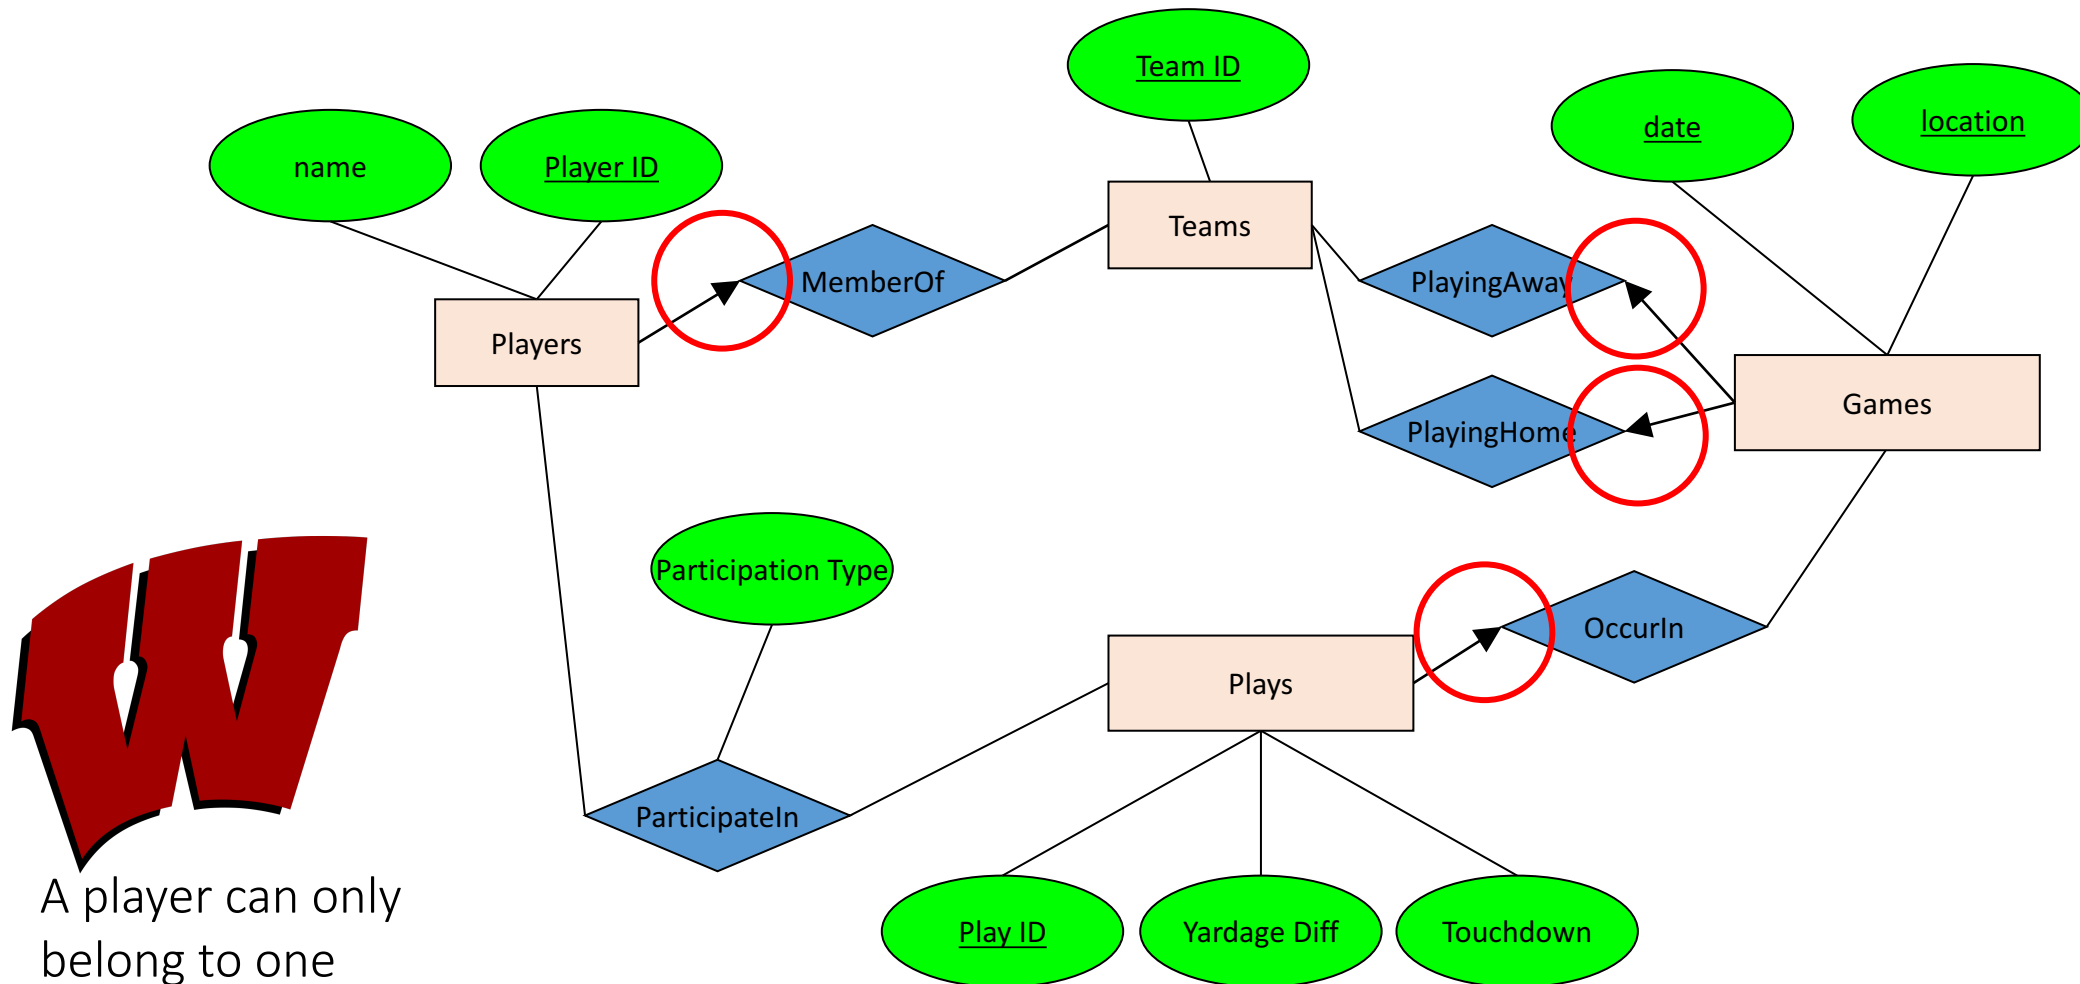 Team ID
date
location
name
Player ID
Teams
MemberOf
PlayingAway
Players
Games
PlayingHome
Participation Type
OccurIn
Plays
ParticipateIn
W
A player can only
belong to one
Play ID
Yardage Diff
Touchdown